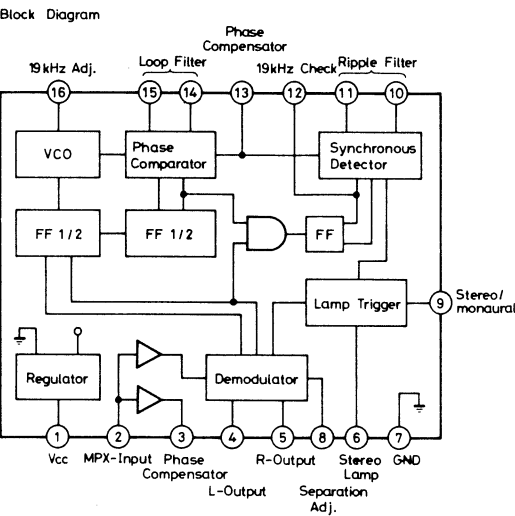 Block Diagram
Phase
Compensator
19kHz Adj.
Loop Filter
19kHz Check
Ripple Filter
16
15
14
13
12
11
10
VCO
Phase
Comparator
Synchronous
Detector
FF 1/2
FF 1/2
FF
Lamp Trigger
9
Stereo/
monaural
Regulator
Demodulator
1
2
3
4
5
8
6
7
Vcc
MPX-Input
Phase
Compensator
L-Output
R-Output
Separation
Adj.
Stereo
Lamp
GND